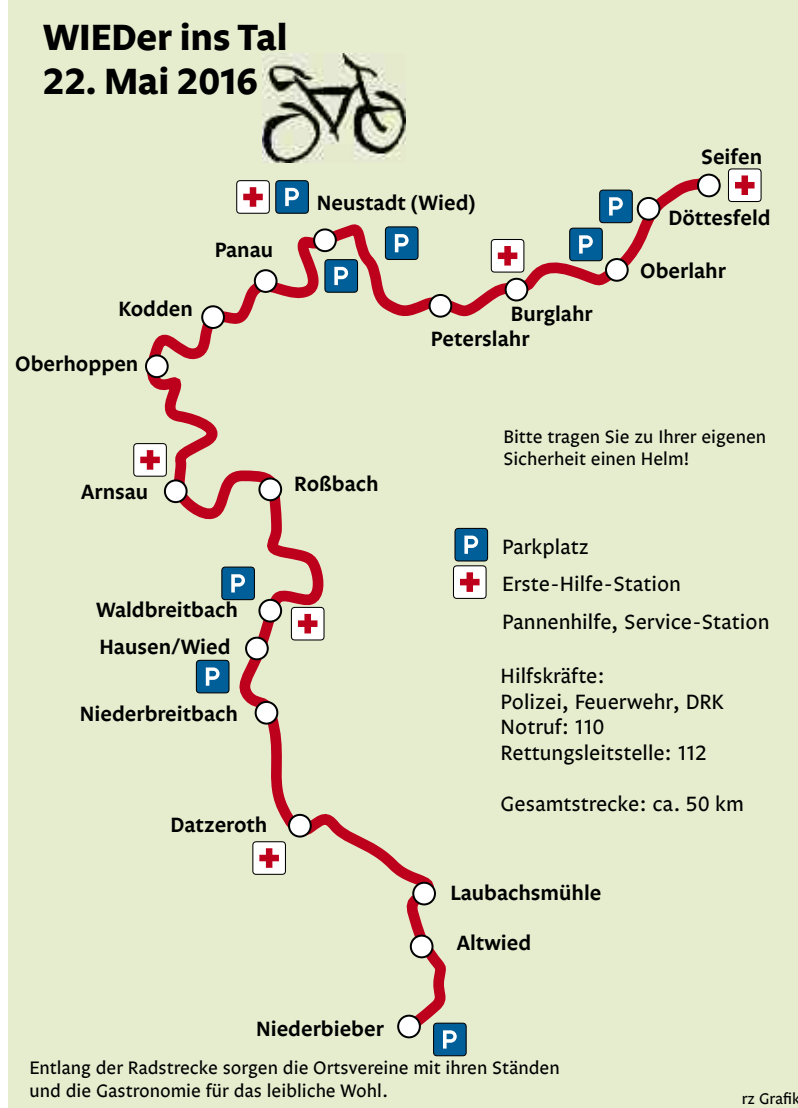 WIEDer ins Tal
22. Mai 2016
Seifen
Döttesfeld
P
P
Neustadt (Wied)
P
P
Oberlahr
Panau
P
Burglahr
Kodden
Peterslahr
Oberhoppen
Bitte tragen Sie zu Ihrer eigenen
Sicherheit einen Helm!
Arnsau
Roßbach
P Parkplatz
Erste-Hilfe-Station
Pannenhilfe, Service-Station
P
Waldbreitbach
Hausen/Wied
P
Niederbreitbach
Hilfskräfte:
Polizei, Feuerwehr, DRK
Notruf: 110
Rettungsleitstelle: 112
Gesamtstrecke: ca. 50 km
Datzeroth
Laubachsmühle
Altwied
Niederbieber
P
Entlang der Radstrecke sorgen die Ortsvereine mit ihren Ständen
und die Gastronomie für das leibliche Wohl.
rz Grafik